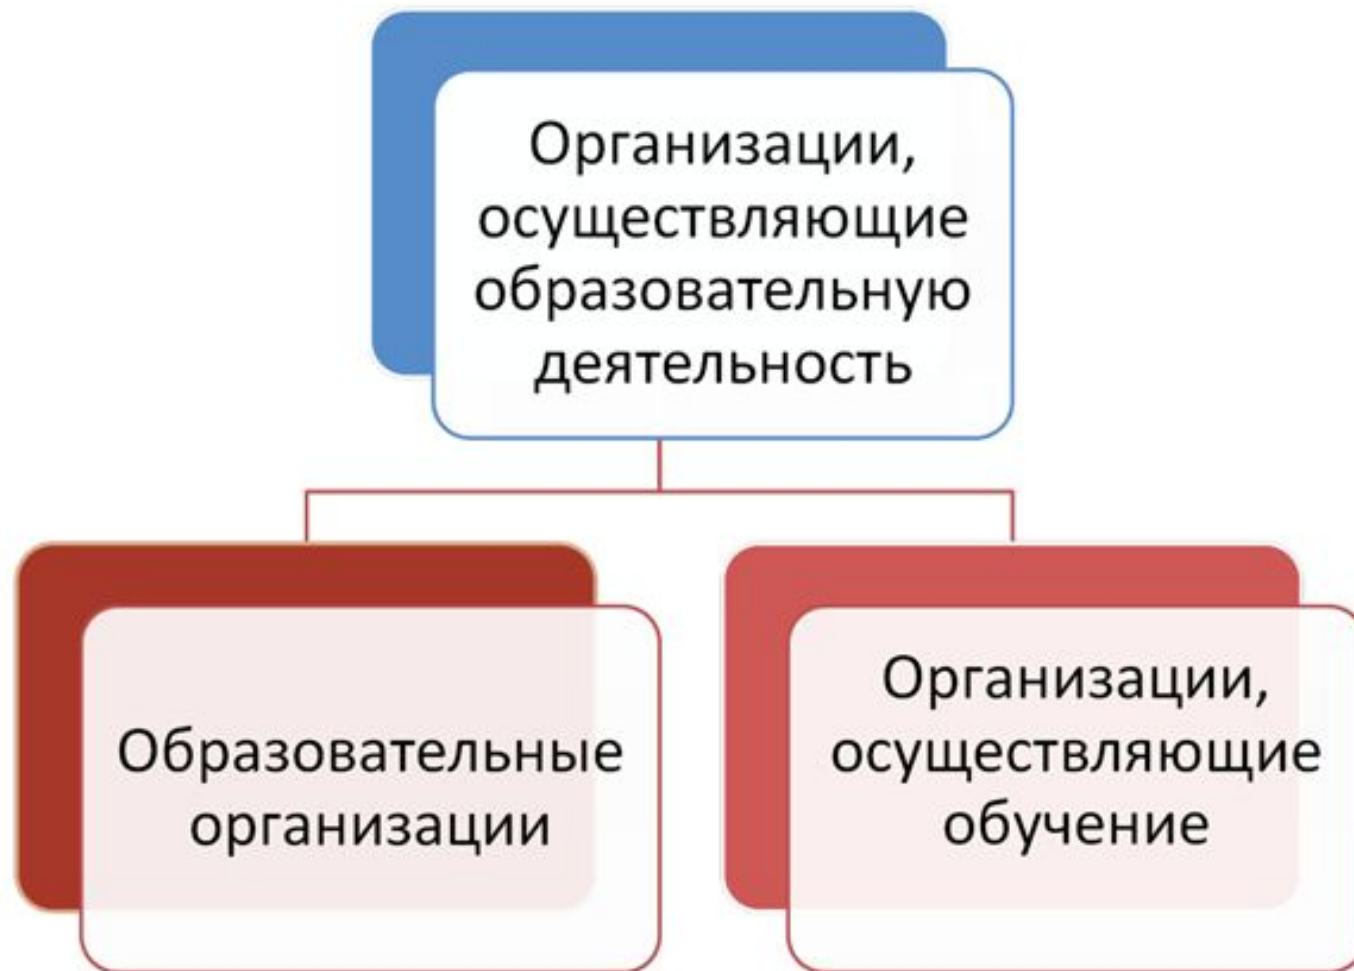 Организации,
осуществляющие
образовательную
деятельность
Образовательные
организации
Организации,
осуществляющие
обучение